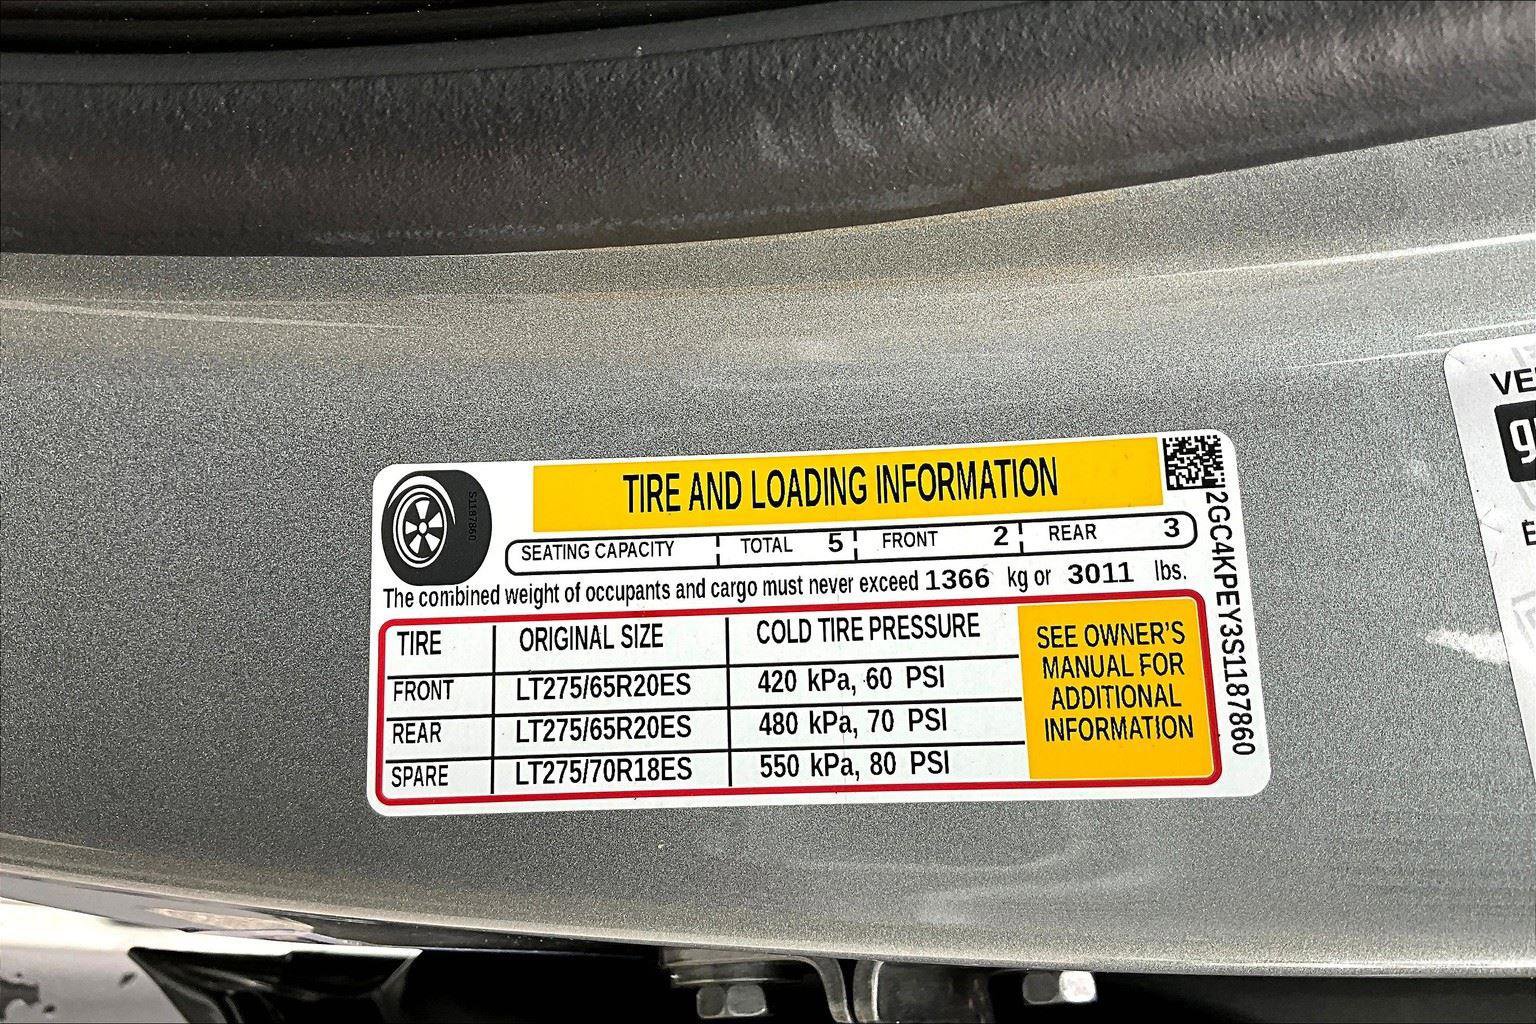 TIRE AND LOADING INFORMATION
S1187860
SEATING CAPACITY TOTAL 5 FRONT 2 REAR 3
The combined weight of occupants and cargo must never exceed 1366 kg or 3011 lbs.
TIRE ORIGINAL SIZE COLD TIRE PRESSURE
FRONT LT275/65R20ES 420 kPa, 60 PSI
REAR LT275/65R20ES 480 kPa, 70 PSI
SPARE LT275/70R18ES 550 kPa, 80 PSI
SEE OWNER'S
MANUAL FOR
ADDITIONAL
INFORMATION
2GC4KPEY3S1187860